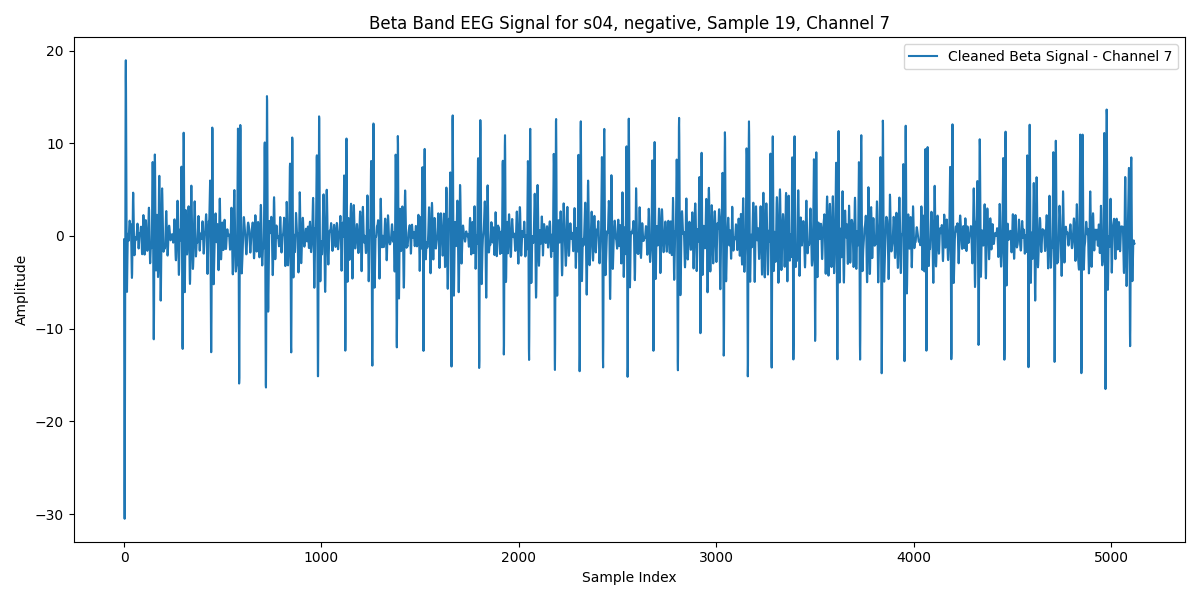 Beta Band EEG Signal for s04, negative, Sample 19, Channel 7
Cleaned Beta Signal - Channel 7
20
10
0
−10
−20
−30
Amplitude
0 1000 2000 3000 4000 5000
Sample Index